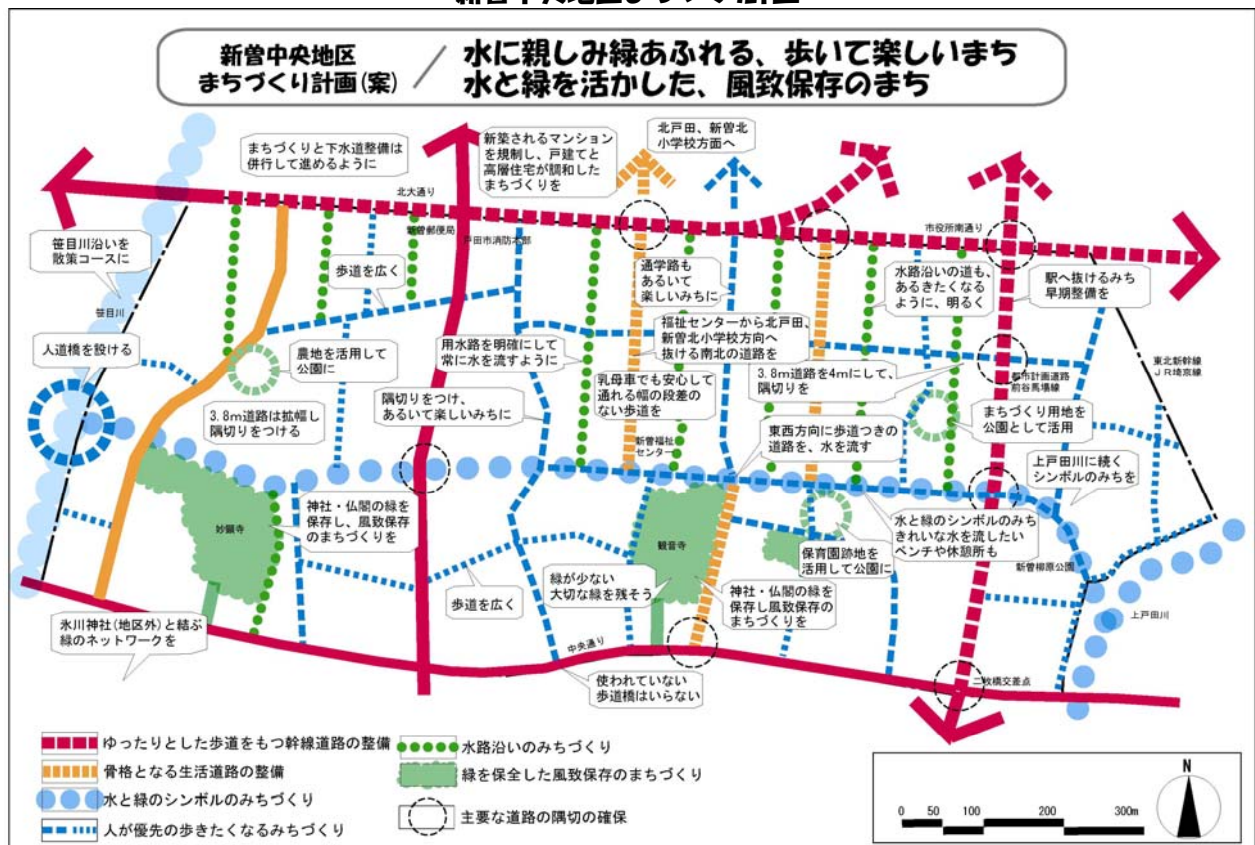 新曽中央地区まちづくり計画
新曽中央地区
まちづくり計画(案)
水に親しみ緑あふれる、歩いて楽しいまち
水と緑を活かした、風致保存のまち
まちづくりと下水道整備は
併行して進めるように
新築されるマンション
を規制し、戸建てと
高層住宅が調和した
まちづくりを
北戸田、新曽北
小学校方面へ
北大通り
新曽郵便局
戸田市消防本部
市役所南通り
笹目川沿いを
散策コースに
笹目川
歩道を広く
通学路も
あるいて
楽しいみちに
水路沿いの道も、
あるきたくなる
ように、明るく
駅へ抜けるみち
早期整備を
人道橋を設ける
農地を活用して
公園に
用水路を明確にして
常に水を流すように
福祉センターから北戸田、
新曽北小学校方向へ
抜ける南北の道路を
3.8m道路を4mにして、
隅切りを
都市計画道路
前谷馬場線
東北新幹線
JR埼京線
3.8m道路は拡幅し
隅切りをつける
隅切りをつけ、
あるいて楽しいみちに
乳母車でも安心して
通れる幅の段差の
ない歩道を
まちづくり用地を
公園として活用
新曽福祉
センター
東西方向に歩道つきの
道路を、水を流す
上戸田川に続く
シンボルのみちを
妙顕寺
神社・仏閣の緑を
保存し、風致保存
のまちづくりを
観音寺
保育園跡地を
活用して公園に
水と緑のシンボルのみち
きれいな水を流したい
ベンチや休憩所も
新曽柳原公園
歩道を広く
緑が少ない
大切な緑を残そう
神社・仏閣の緑を
保存し風致保存の
まちづくりを
上戸田川
氷川神社(地区外)と結ぶ
緑のネットワークを
中央通り
使われていない
歩道橋はいらない
二枚橋交差点
ゆったりとした歩道をもつ幹線道路の整備
骨格となる生活道路の整備
水と緑のシンボルのみちづくり
人が優先の歩きたくなるみちづくり
水路沿いのみちづくり
緑を保全した風致保存のまちづくり
主要な道路の隅切の確保
N
0 50 100 200 300m